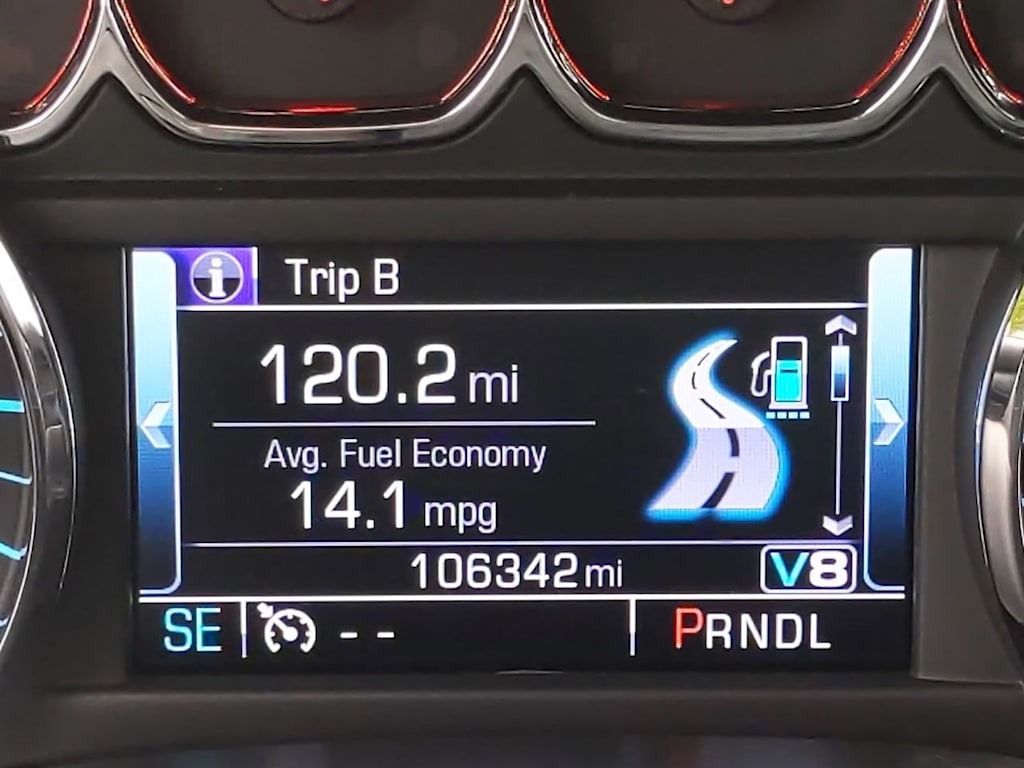 i Trip B
120.2 mi
Avg. Fuel Economy
14.1 mpg
106342 mi V8
SE -- PRNDL